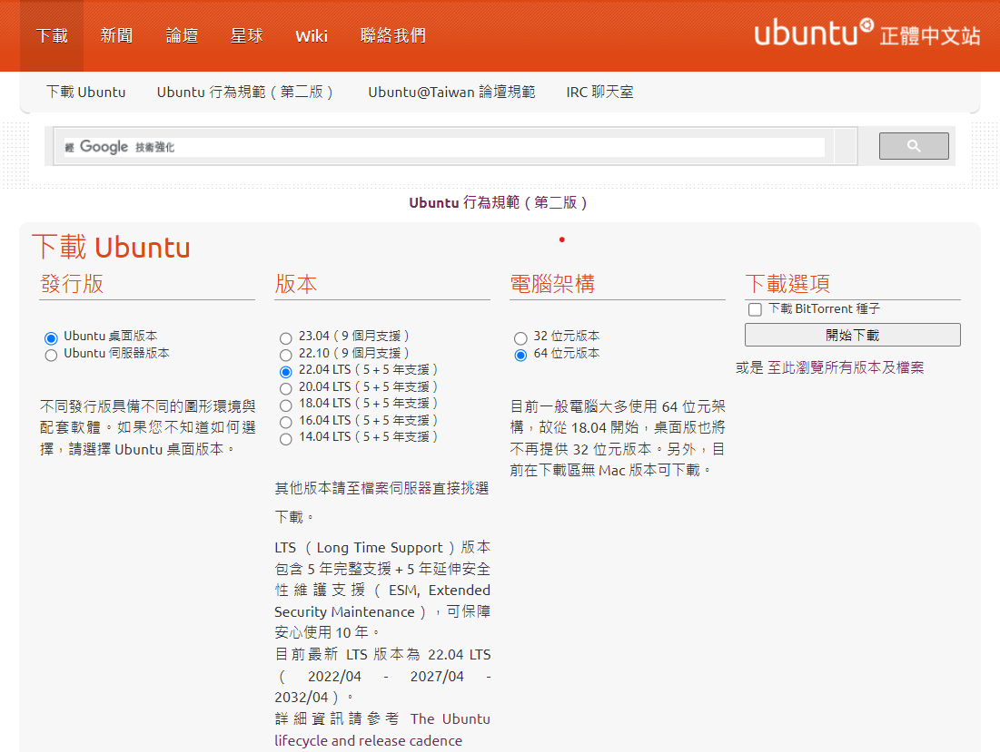 下載 新聞 論壇 星球 Wiki 聯絡我們
ubuntu 正體中文站
下載 Ubuntu Ubuntu 行為規範（第二版） Ubuntu@Taiwan 論壇規範 IRC 聊天室
經 Google 技術強化
Ubuntu 行為規範（第二版）
下載 Ubuntu
發行版
Ubuntu 桌面版本
Ubuntu 伺服器版本
不同發行版具備不同的圖形環境與
配套軟體。如果您不知道如何選
擇，請選擇 Ubuntu 桌面版本。
版本
23.04（9 個月支援）
22.10（9 個月支援）
22.04 LTS（5 + 5 年支援）
20.04 LTS（5 + 5 年支援）
18.04 LTS（5 + 5 年支援）
16.04 LTS（5 + 5 年支援）
14.04 LTS（5 + 5 年支援）
其他版本請至檔案伺服器直接挑選
下載。
LTS （Long Time Support）版本
包含 5 年完整支援 + 5 年延伸安全
性維護支援（ESM, Extended
Security Maintenance），可保障
安心使用 10 年。
目前最新 LTS 版本為 22.04 LTS
（2022/04 - 2027/04 -
2032/04）。
詳細資訊請參考 The Ubuntu
lifecycle and release cadence
電腦架構
32 位元版本
64 位元版本
目前一般電腦大多使用 64 位元架
構，故從 18.04 開始，桌面版也將
不再提供 32 位元版本。另外，目
前在下載區無 Mac 版本可下載。
下載選項
下載 BitTorrent 種子
開始下載
或是 至此瀏覽所有版本及檔案